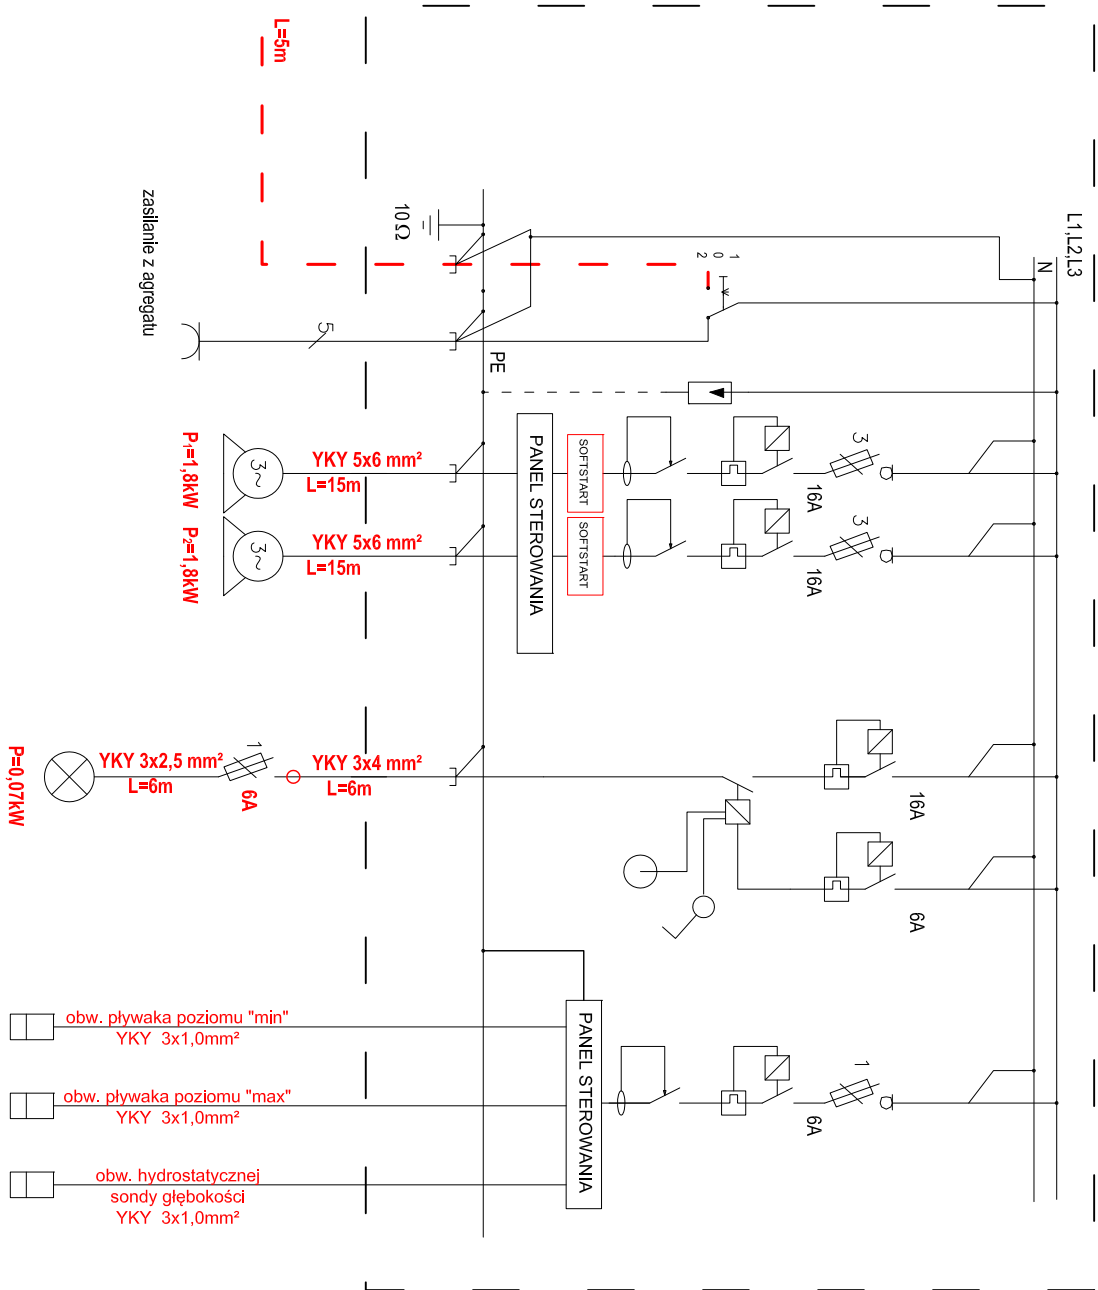 L=5m
zasilanie z agregatu
10Ω
1
0
2
L1,L2,L3
N
5
PE
P₁=1,8kW
3~
YKY 5x6 mm²
L=15m
PANEL STEROWANIA
SOFTSTART
16A
3
P₂=1,8kW
3~
YKY 5x6 mm²
L=15m
SOFTSTART
16A
3
P=0,07kW
YKY 3x2,5 mm²
L=6m
1
6A
YKY 3x4 mm²
L=6m
16A
6A
obw. pływaka poziomu "min"
YKY 3x1,0mm²
obw. pływaka poziomu "max"
YKY 3x1,0mm²
obw. hydrostatycznej
sondy głębokości
YKY 3x1,0mm²
PANEL STEROWANIA
6A
1